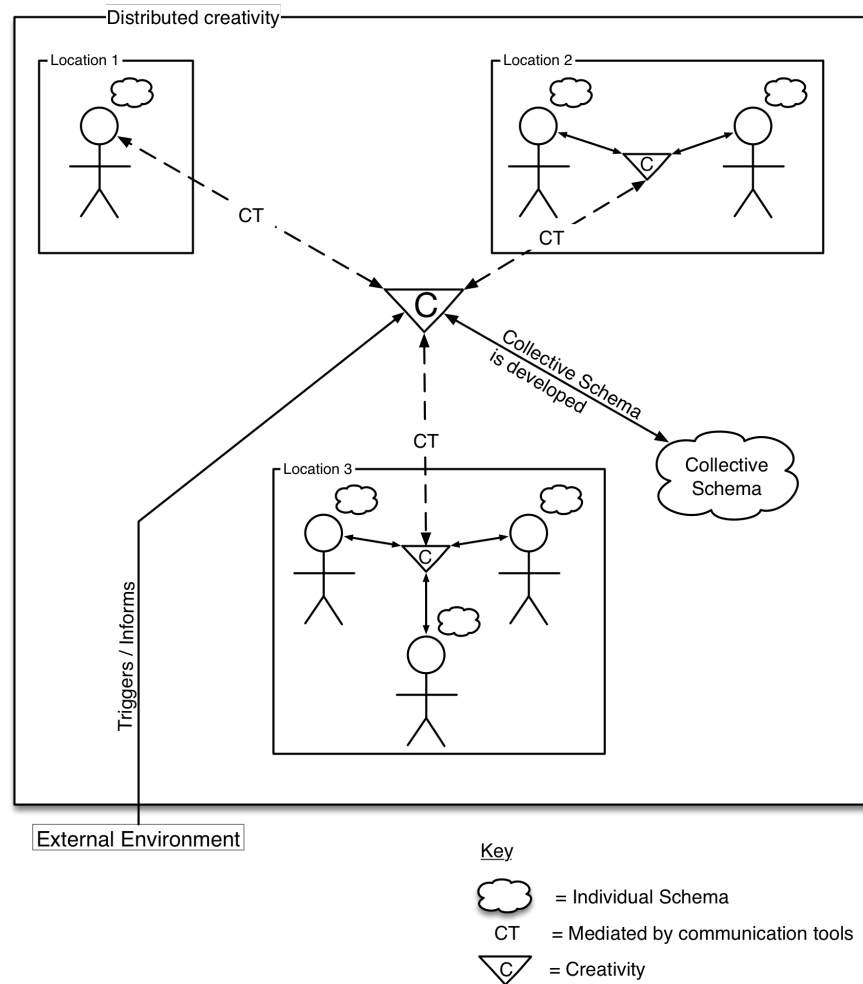 Distributed creativity
Location 1
Location 2
C
CT
CT
C
Collective Schema
is developed
CT
Collective
Schema
Location 3
C
Triggers / Informs
External Environment
Key
= Individual Schema
CT = Mediated by communication tools
C = Creativity